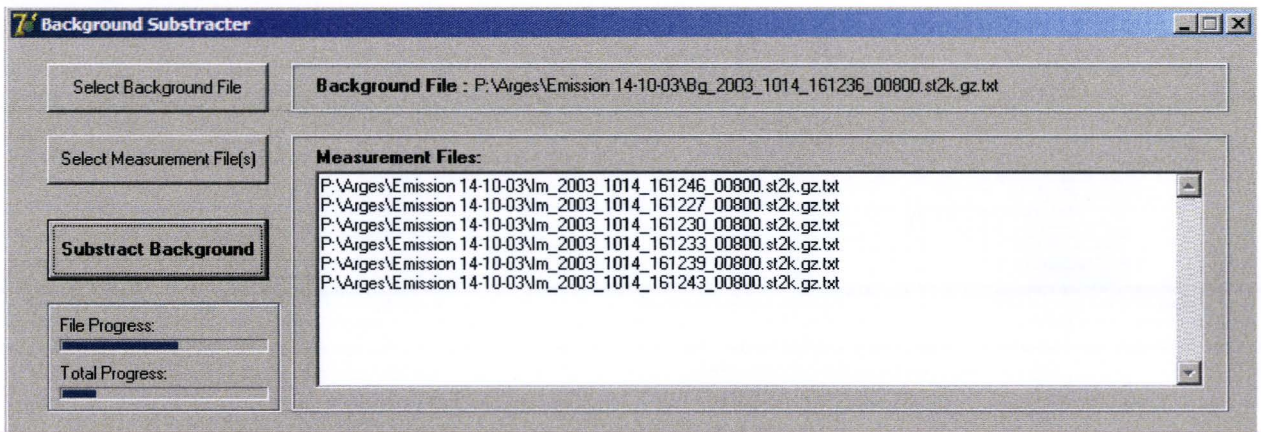 Background Substracter
Select Background File
Background File : P:\Arges\Emission 14-10-03\Bg_2003_1014_161236_00800.st2k.gz.txt
Select Measurement File(s)
Measurement Files:
P:\Arges\Emission 14-10-03\Im_2003_1014_161246_00800.st2k.gz.txt
P:\Arges\Emission 14-10-03\Im_2003_1014_161227_00800.st2k.gz.txt
P:\Arges\Emission 14-10-03\Im_2003_1014_161230_00800.st2k.gz.txt
P:\Arges\Emission 14-10-03\Im_2003_1014_161233_00800.st2k.gz.txt
P:\Arges\Emission 14-10-03\Im_2003_1014_161239_00800.st2k.gz.txt
P:\Arges\Emission 14-10-03\Im_2003_1014_161243_00800.st2k.gz.txt
Substract Background
File Progress:
Total Progress: